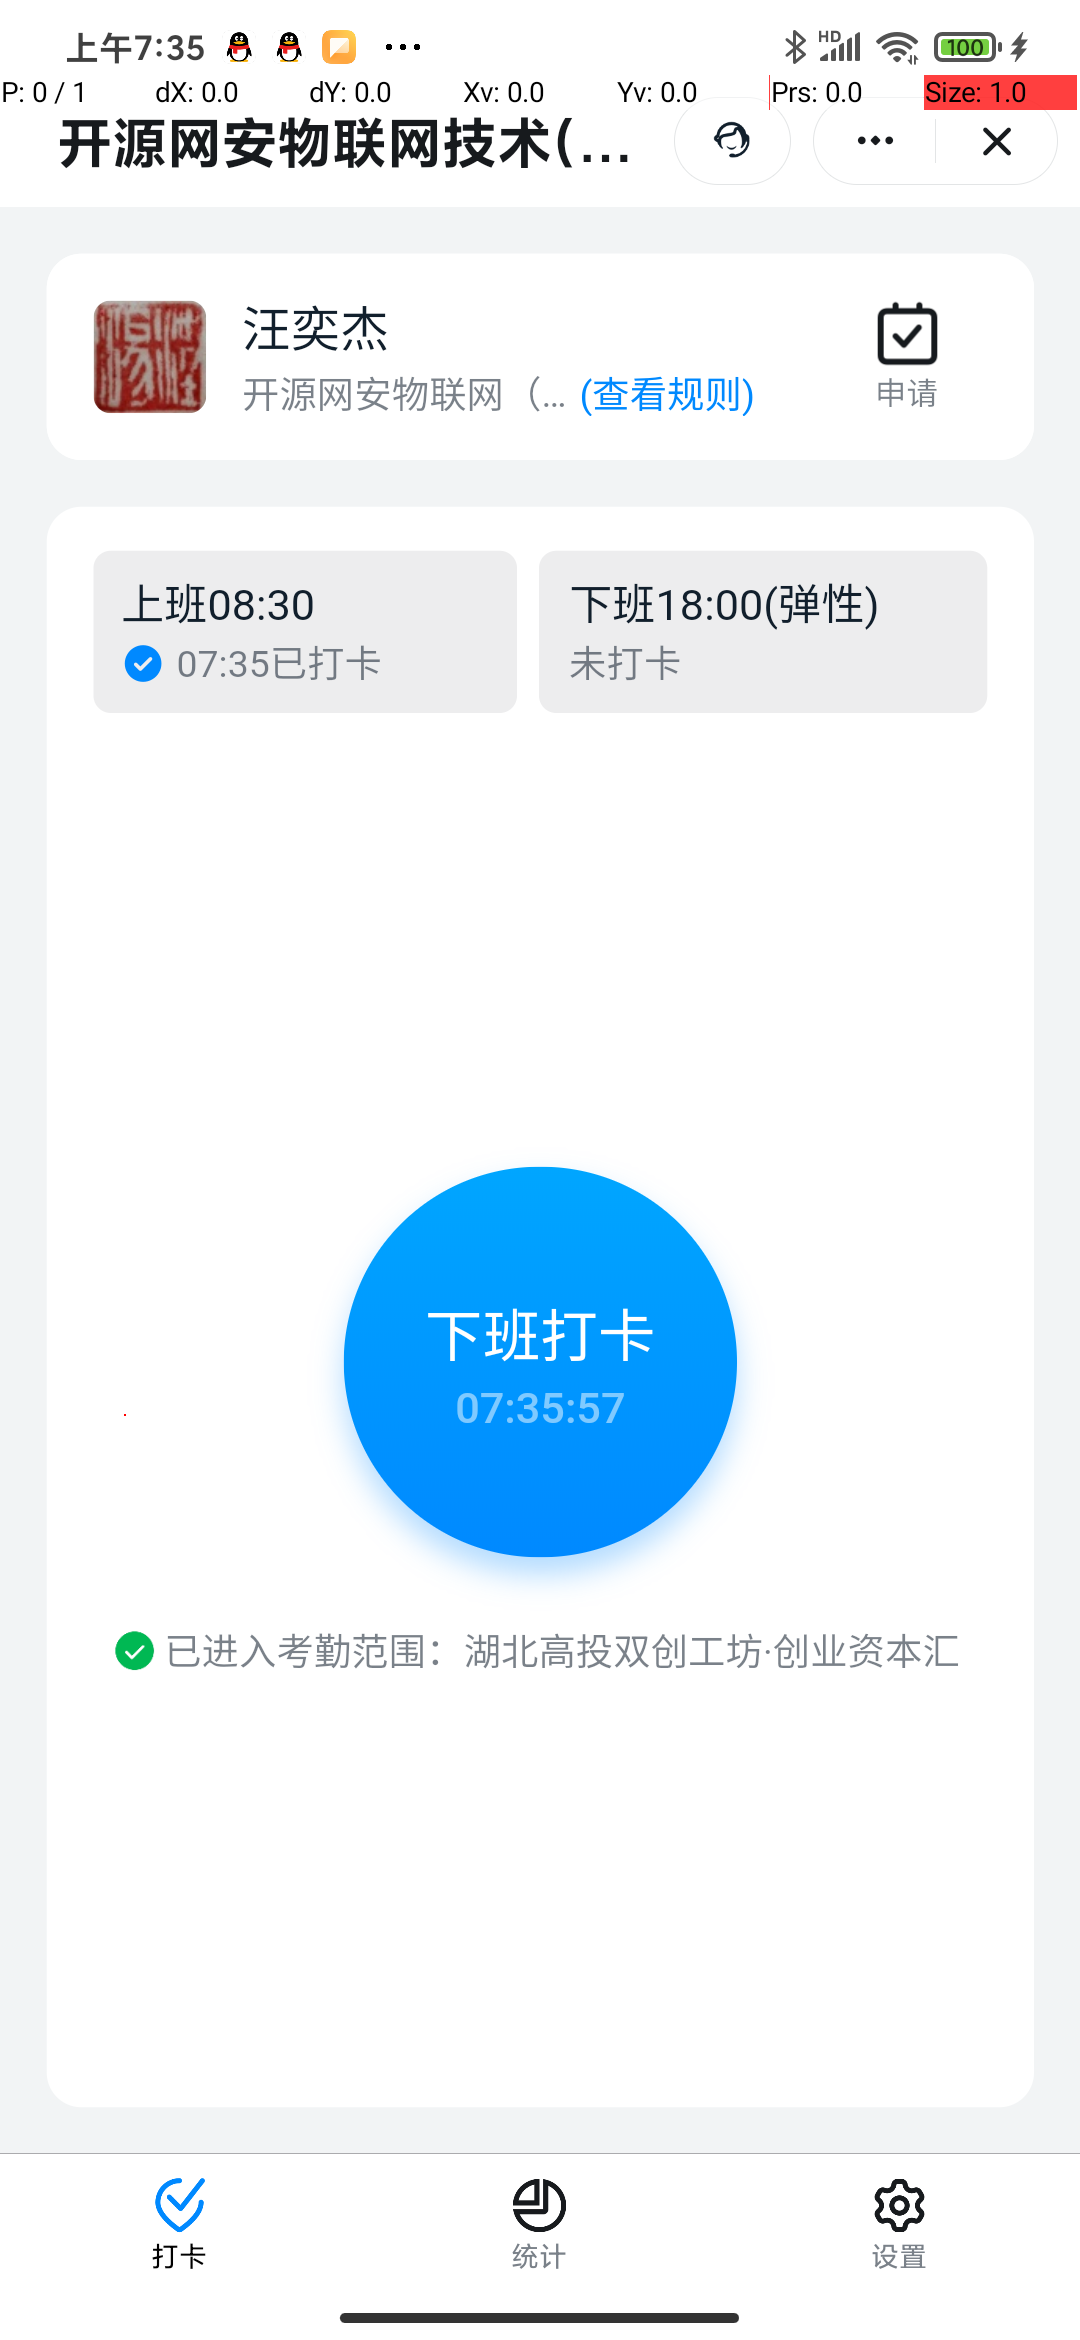 上午7:35
HD
100
P: 0 / 1 dX: 0.0 dY: 0.0 Xv: 0.0 Yv: 0.0 Prs: 0.0 Size: 1.0
开源网安物联网技术(...
汪奕杰
开源网安物联网（... (查看规则)
申请
上班08:30
07:35已打卡
下班18:00(弹性)
未打卡
下班打卡
07:35:57
已进入考勤范围：湖北高投双创工坊·创业资本汇
打卡
统计
设置